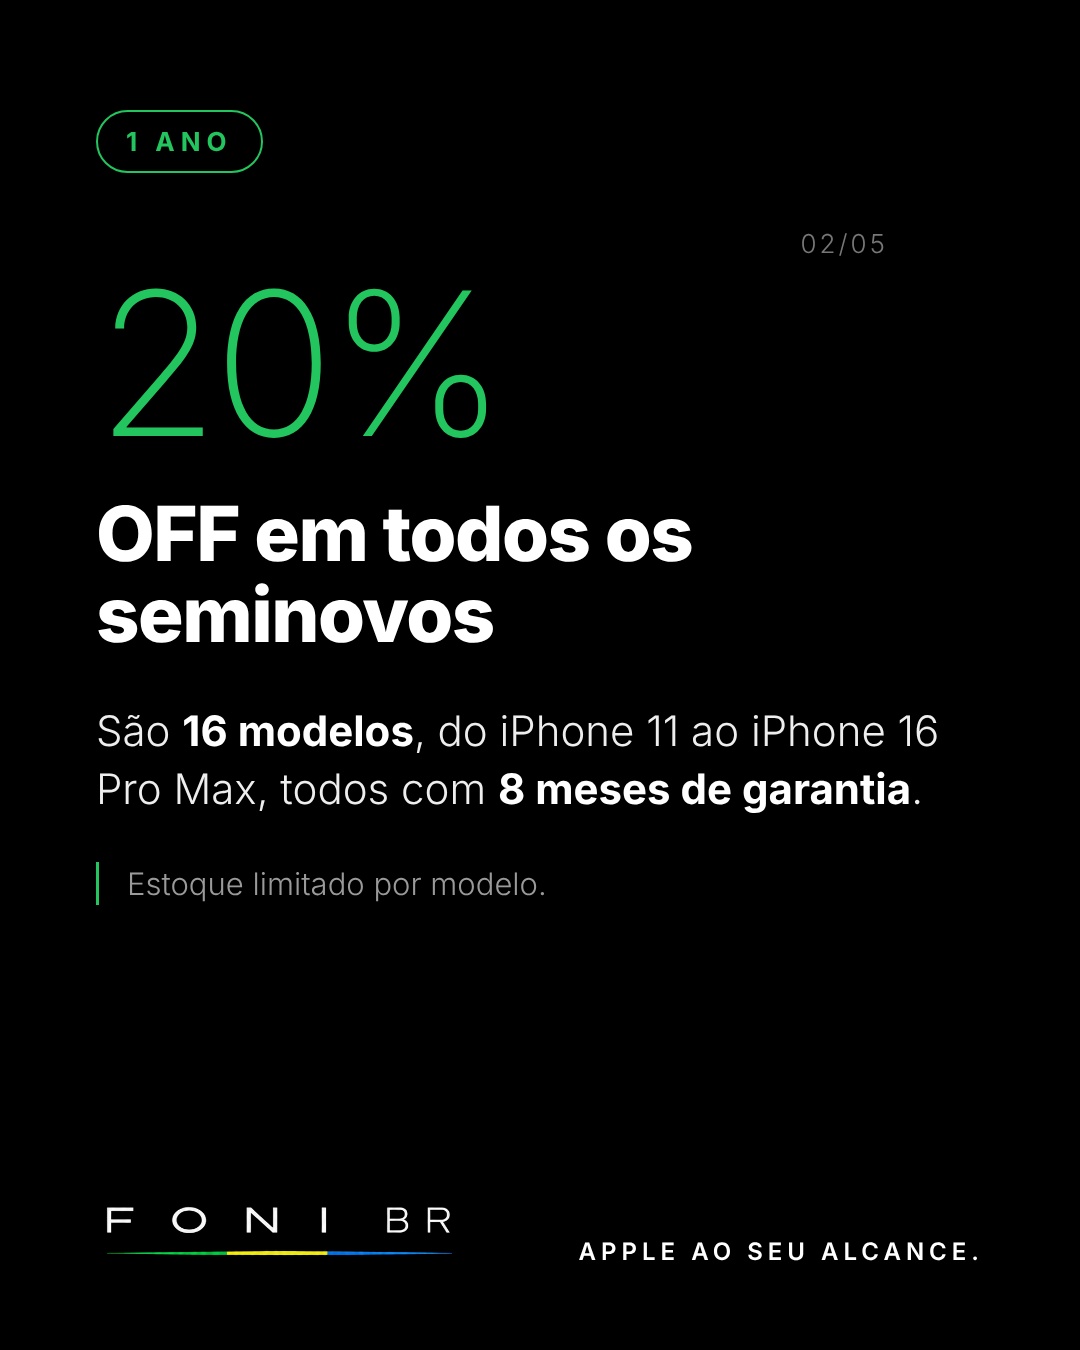 1 ANO
02/05
20%
OFF em todos os
seminovos
São 16 modelos, do iPhone 11 ao iPhone 16
Pro Max, todos com 8 meses de garantia.
Estoque limitado por modelo.
FONI BR
APPLE AO SEU ALCANCE.